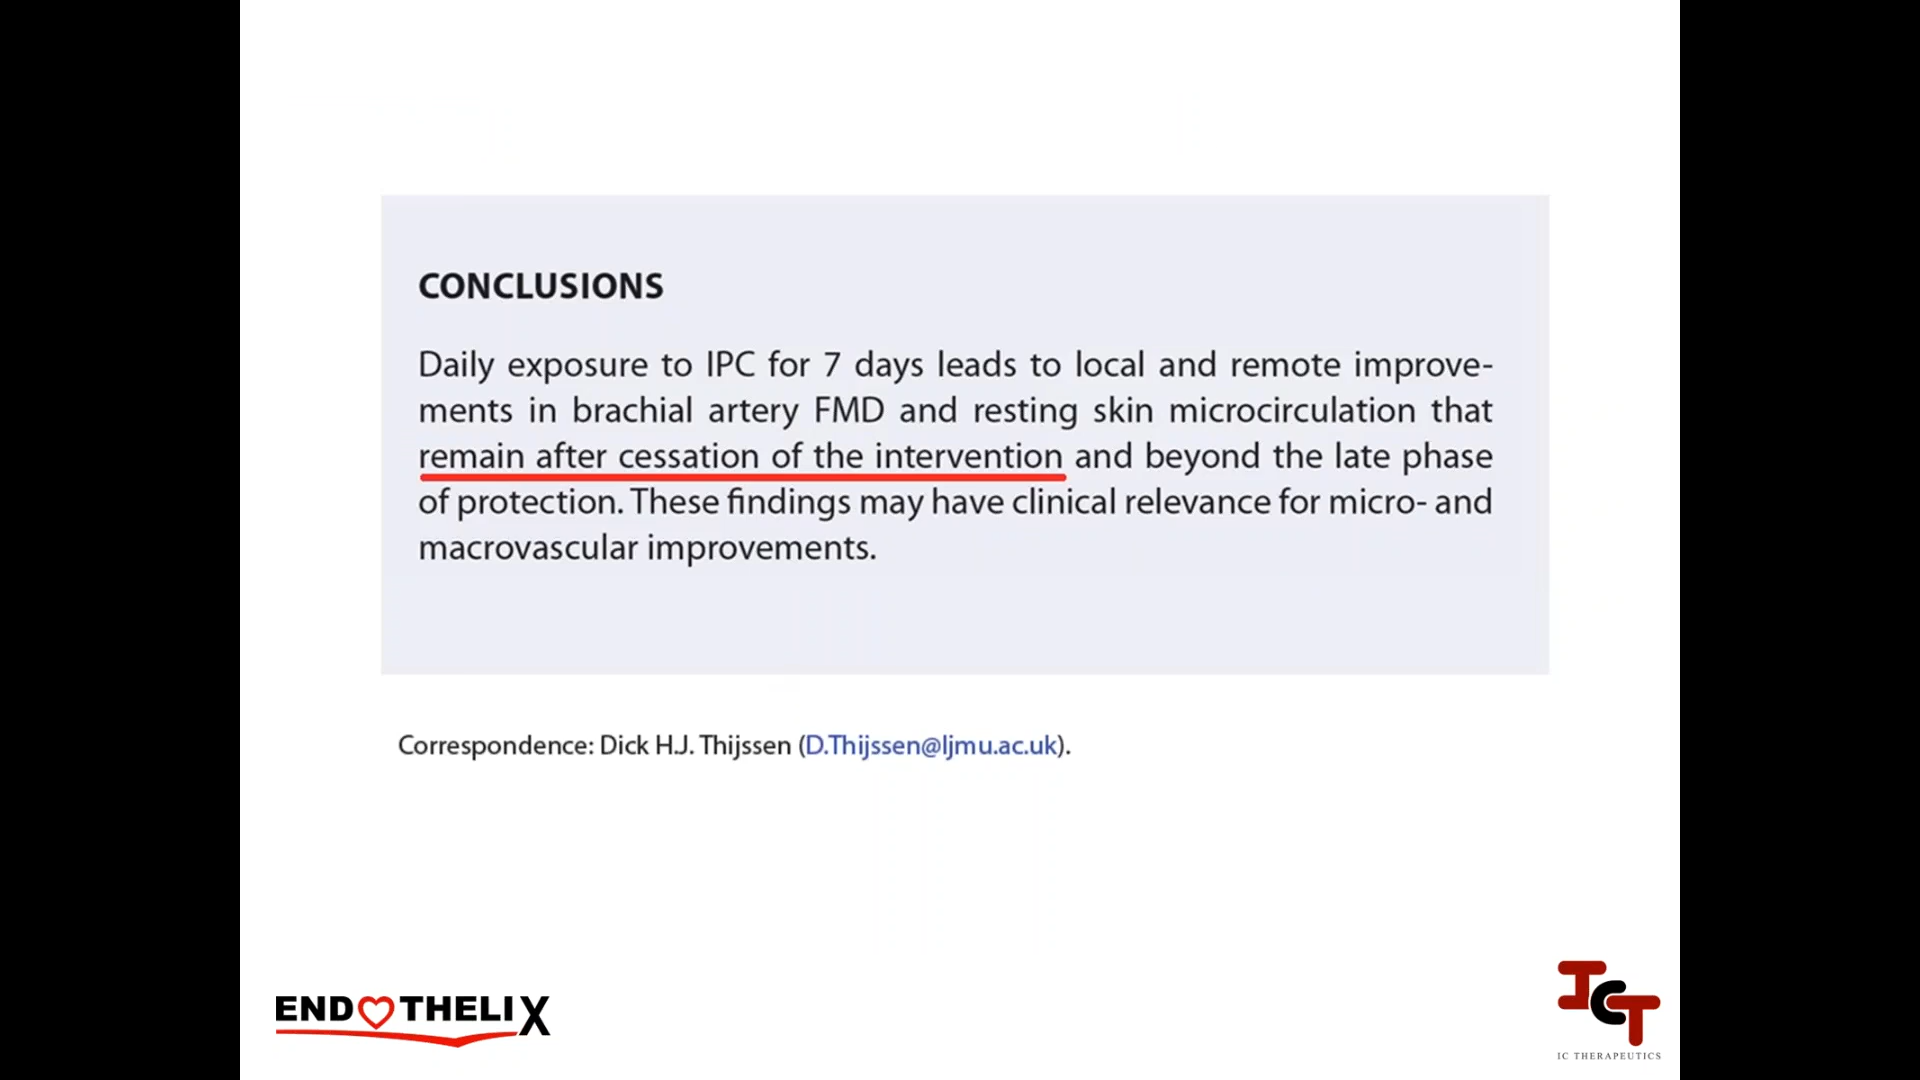 CONCLUSIONS
Daily exposure to IPC for 7 days leads to local and remote improve-
ments in brachial artery FMD and resting skin microcirculation that
remain after cessation of the intervention and beyond the late phase
of protection. These findings may have clinical relevance for micro- and
macrovascular improvements.
Correspondence: Dick H.J. Thijssen (D.Thijssen@ljmu.ac.uk).
ENDOTHELIX
ICT
IC THERAPEUTICS